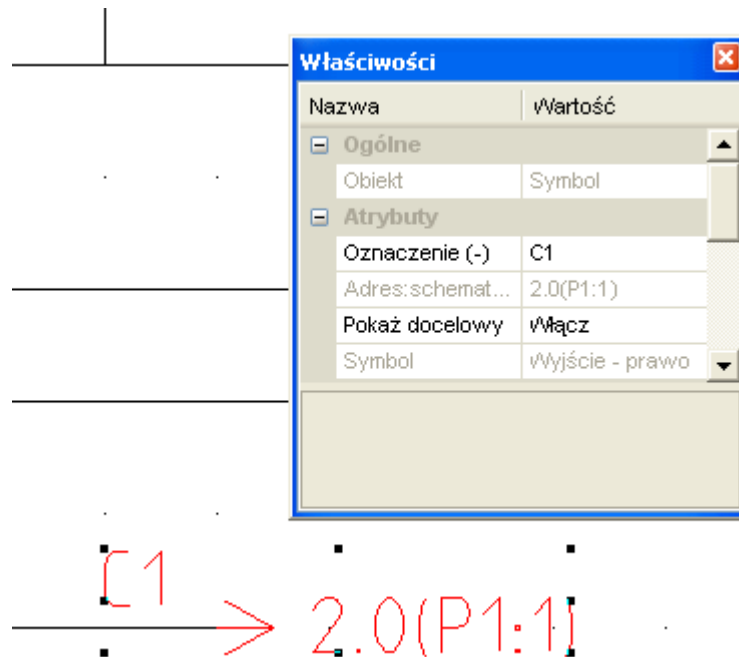 Właściwości
Nazwa Wartość
Ogólne
Obiekt Symbol
Atrybuty
Oznaczenie (-) C1
Adres:schemat... 2.0(P1:1)
Pokaż docelowy Włącz
Symbol Wyjście - prawo
C1
2.0(P1:1)